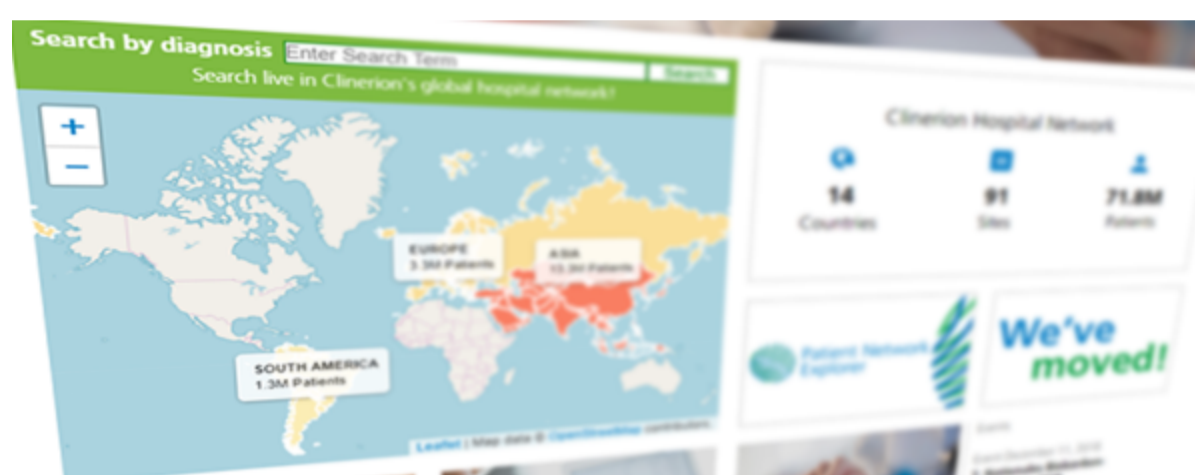 Search by diagnosis
Enter Search Term
Search
Search live in Clinerion's global hospital network!
+
−
EUROPE
3.3M Patients
ASIA
Patients
SOUTH AMERICA
1.3M Patients
Leaflet | Map data © OpenStreetMap contributors,
Clinerion Hospital Network
14
Countries
91
Sites
71.8M
Patients
Patient Network
Explorer
We've
moved!
Events